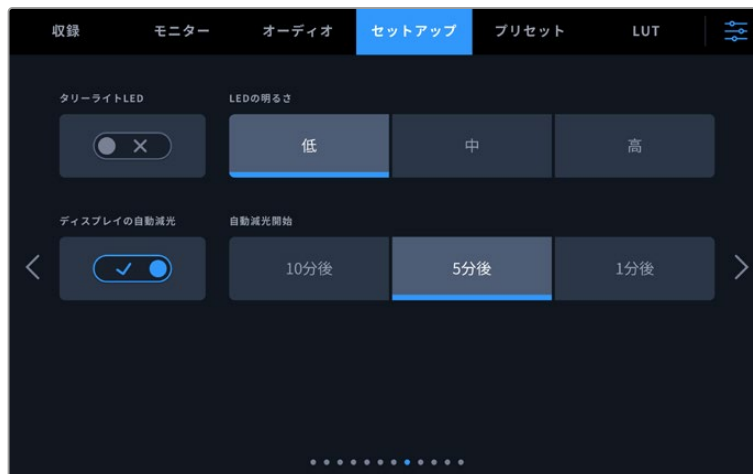 収録 モニター オーディオ セットアップ プリセット LUT
タリーライトLED LEDの明るさ
低 中 高
ディスプレイの自動減光 自動減光開始
10分後 5分後 1分後